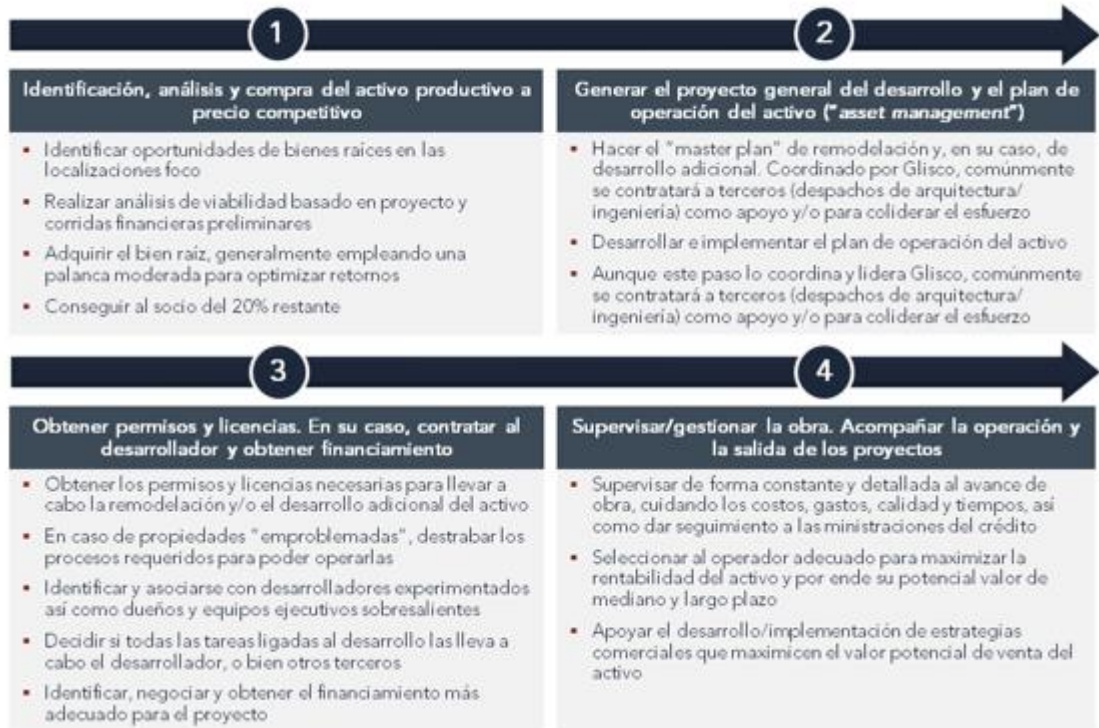 1
Identificación, análisis y compra del activo productivo a
precio competitivo
▪ Identificar oportunidades de bienes raíces en las
localizaciones foco
▪ Realizar análisis de viabilidad basado en proyecto y
corridas financieras preliminares
▪ Adquirir el bien raíz, generalmente empleando una
palanca moderada para optimizar retornos
▪ Conseguir al socio del 20% restante
2
Generar el proyecto general del desarrollo y el plan de
operación del activo ("asset management")
▪ Hacer el "master plan" de remodelación y, en su caso, de
desarrollo adicional. Coordinado por Glisco, comúnmente
se contratará a terceros (despachos de arquitectura/
ingeniería) como apoyo y/o para coliderar el esfuerzo
▪ Desarrollar e implementar el plan de operación del activo
▪ Aunque este paso lo coordina y lidera Glisco, comúnmente
se contratará a terceros (despachos de arquitectura/
ingeniería) como apoyo y/o para coliderar el esfuerzo
3
Obtener permisos y licencias. En su caso, contratar al
desarrollador y obtener financiamiento
▪ Obtener los permisos y licencias necesarias para llevar a
cabo la remodelación y/o el desarrollo adicional del activo
▪ En caso de propiedades "emproblemadas", destrabar los
procesos requeridos para poder operarlas
▪ Identificar y asociarse con desarrolladores experimentados
así como dueños y equipos ejecutivos sobresalientes
▪ Decidir si todas las tareas ligadas al desarrollo las lleva a
cabo el desarrollador, o bien otros terceros
▪ Identificar, negociar y obtener el financiamiento más
adecuado para el proyecto
4
Supervisar/gestionar la obra. Acompañar la operación y
la salida de los proyectos
▪ Supervisar de forma constante y detallada al avance de
obra, cuidando los costos, gastos, calidad y tiempos, así
como dar seguimiento a las ministraciones del crédito
▪ Seleccionar al operador adecuado para maximizar la
rentabilidad del activo y por ende su potencial valor de
mediano y largo plazo
▪ Apoyar el desarrollo/implementación de estrategias
comerciales que maximicen el valor potencial de venta del
activo